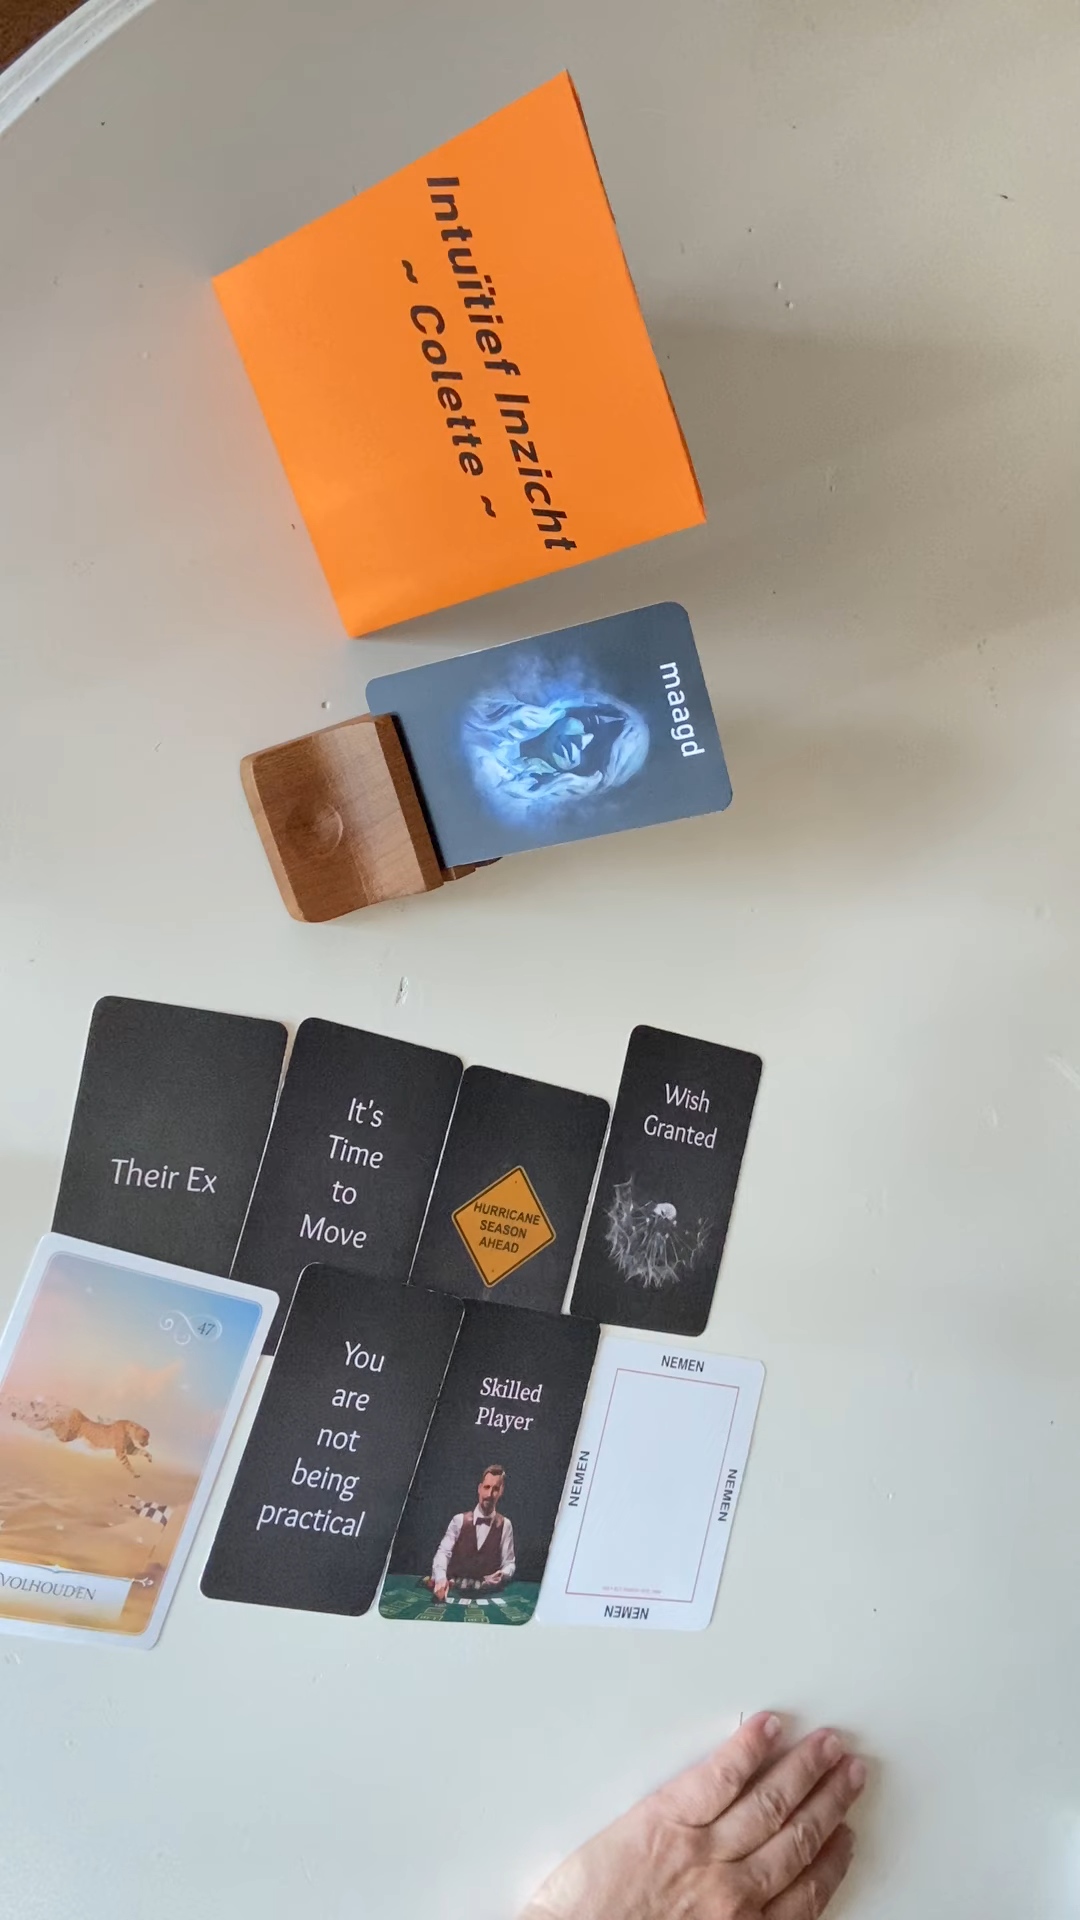 Intuïtief Inzicht
~ Colette ~
maagd
Their Ex
It's
Time
to
Move
HURRICANE
SEASON
AHEAD
Wish
Granted
47
VOLHOUDEN
You
are
not
being
practical
Skilled
Player
NEMEN
NEMEN
NEMEN
NEMEN